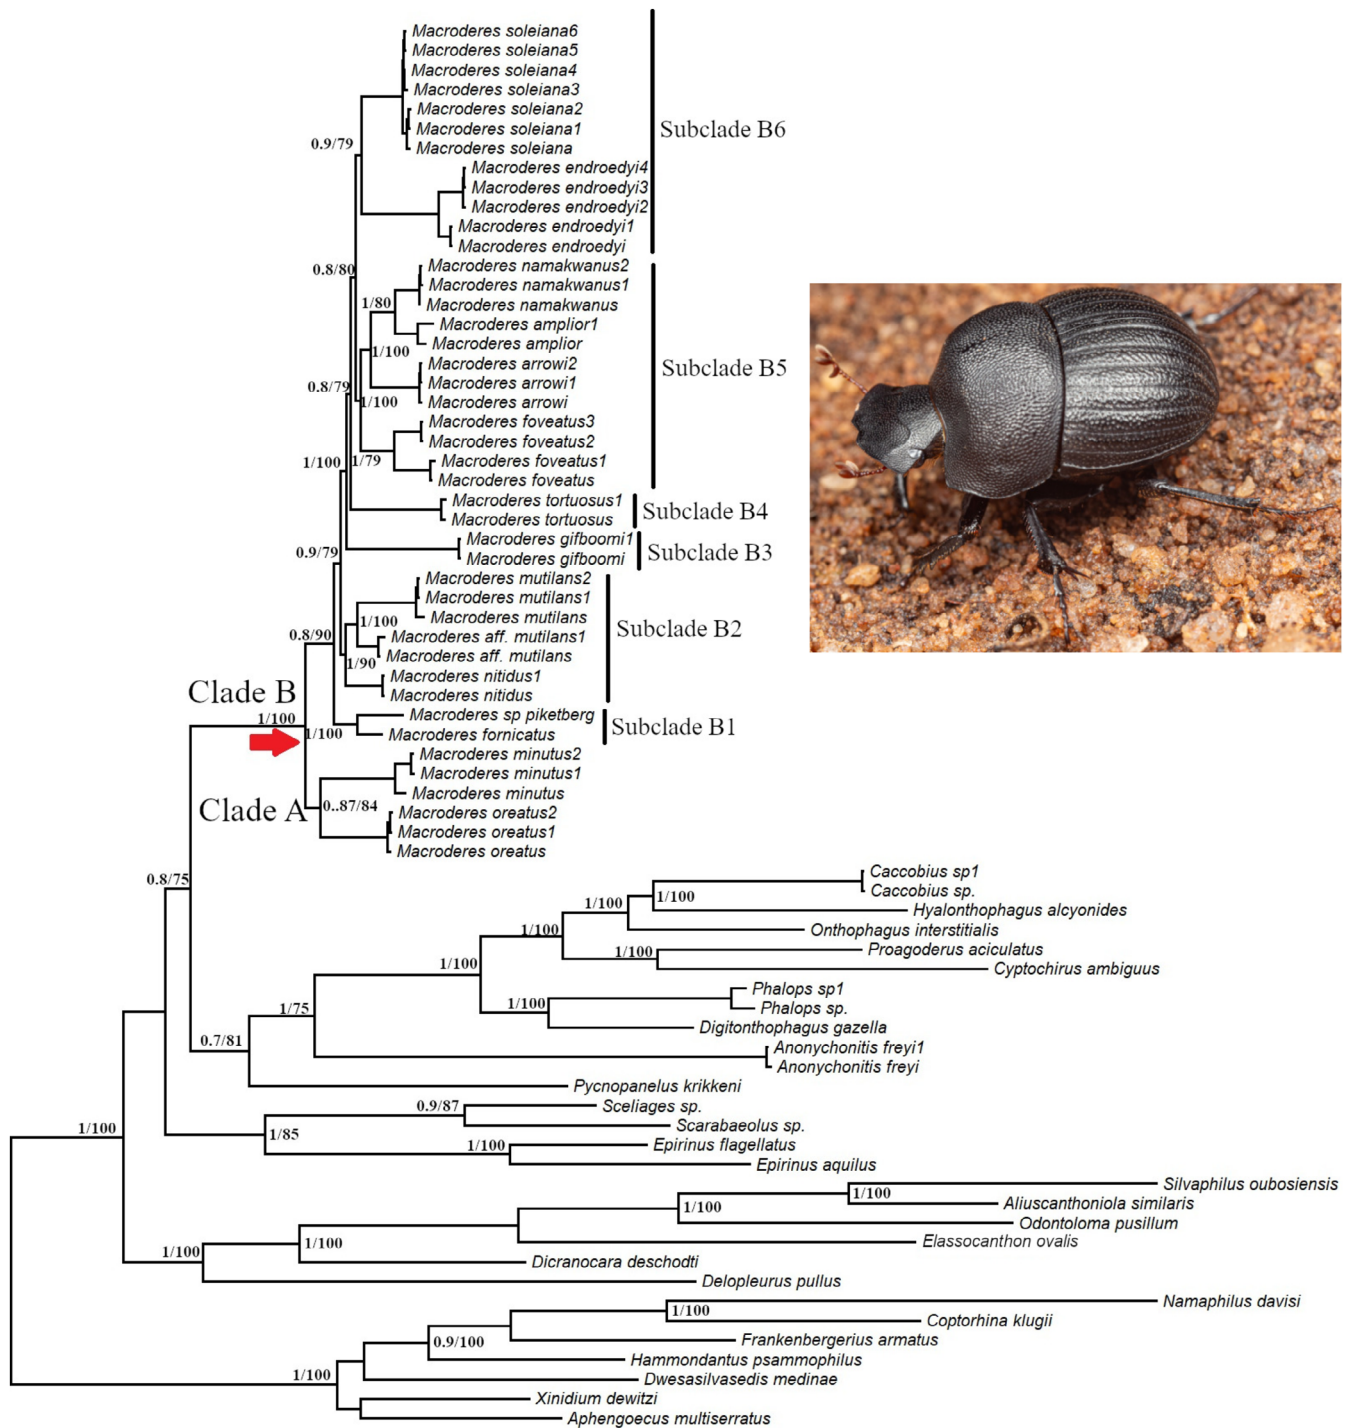 Macroderes soleiana6
Macroderes soleiana5
Macroderes soleiana4
Macroderes soleiana3
Macroderes soleiana2
Macroderes soleiana1
Subclade B6
Macroderes soleiana
0.9/79
Macroderes endroedyi4
Macroderes endroedyi3
Macroderes endroedyi2
Macroderes endroedyi1
Macroderes endroedyi
Macroderes namakwanus2
0.8/80
Macroderes namakwanus1
1/80
Macroderes namakwanus
Macroderes amplior1
Macroderes amplior
1/100
Macroderes arrowi2
Subclade B5
Macroderes arrowi1
0.8/79
Macroderes arrowi
1/100
Macroderes foveatus3
Macroderes foveatus2
Macroderes foveatus1
1/100
1/79
Macroderes foveatus
Macroderes tortuosus1
Subclade B4
Macroderes tortuosus
Macroderes gifboomi1
Subclade B3
0.9/79
Macroderes gifboomi
Macroderes mutilans2
Macroderes mutilans1
Macroderes mutilans
1/100
Subclade B2
0.8/90
Macroderes aff. mutilans1
Macroderes aff. mutilans
1/90
Macroderes nitidus1
Clade B
Macroderes nitidus
Macroderes sp piketberg
1/100
Subclade B1
1/100
Macroderes fornicatus
Macroderes minutus2
Macroderes minutus1
Macroderes minutus
Clade A
0..87/84
Macroderes oreatus2
Macroderes oreatus1
Macroderes oreatus
Caccobius sp1
0.8/75
Caccobius sp.
1/100
1/100
Hyalonthophagus alcyonides
1/100
Onthophagus interstitialis
Proagoderus aciculatus
1/100
1/100
Cyptochirus ambiguus
Phalops sp1
1/75
1/100
Phalops sp.
Digitonthophagus gazella
0.7/81
Anonychonitis freyi1
Anonychonitis freyi
Pycnopanelus krikkeni
0.9/87
Sceliages sp.
1/100
Scarabaeolus sp.
1/85
1/100
Epirinus flagellatus
Epirinus aquilus
Silvaphilus oubosiensis
1/100
Aliuscanthoniola similaris
1/100
Odontoloma pusillum
1/100
1/100
Elassocanthon ovalis
Dicranocara deschodti
Delopleurus pullus
Namaphilus davisi
1/100
Coptorhina klugii
0.9/100
Frankenbergerius armatus
Hammondantus psammophilus
1/100
Dwesasilvasedis medinae
Xinidium dewitzi
Aphengoecus multiserratus